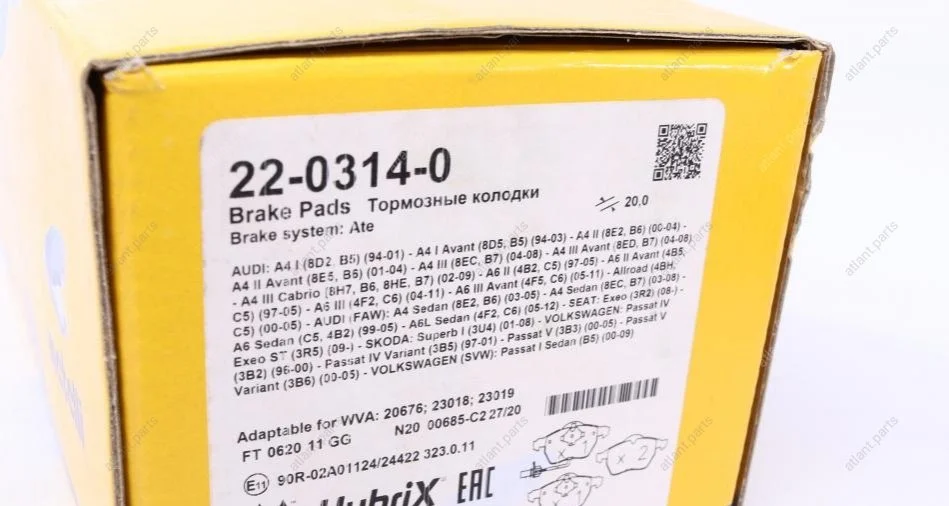 22-0314-0
Brake Pads Тормозные колодки
20,0
Brake system: Ate
AUDI: A4 I (8D2, B5) (94-01) - A4 I Avant (8D5, B5) (94-03) - A4 II (8E2, B6) (00-04) -
A4 II Avant (8E5, B6) (01-04) - A4 III (8EC, B7) (04-08) - A4 III Avant (8ED, B7) (04-08)
- A4 III Cabrio (8H7, B6, 8HE, B7) (02-09) - A6 II (4B2, C5) (97-05) - A6 II Avant (4B5,
C5) (97-05) - A6 III (4F2, C6) (04-11) - A6 III Avant (4F5, C6) (05-11) - Allroad (4BH,
C5) (00-05) - AUDI (FAW): A4 Sedan (8E2, B6) (03-05) - A4 Sedan (8EC, B7) (03-08) -
A6 Sedan (C5, 4B2) (99-05) - A6L Sedan (4F2, C6) (05-12) - SEAT: Exeo (3R2) (08-) -
Exeo ST (3R5) (09-) - SKODA: Superb I (3U4) (01-08) - VOLKSWAGEN: Passat IV
(3B2) (96-00) - Passat IV Variant (3B5) (97-01) - Passat V (3B3) (00-05) - Passat V
Variant (3B6) (00-05) - VOLKSWAGEN (SVW): Passat I Sedan (B5) (00-09)
Adaptable for WVA: 20676; 23018; 23019
FT 0620 11 GG N20 00685-C2 27/20
E11 90R-02A01124/24422 323.0.11
x 1
x 2
HybriX EAC
atlant.parts